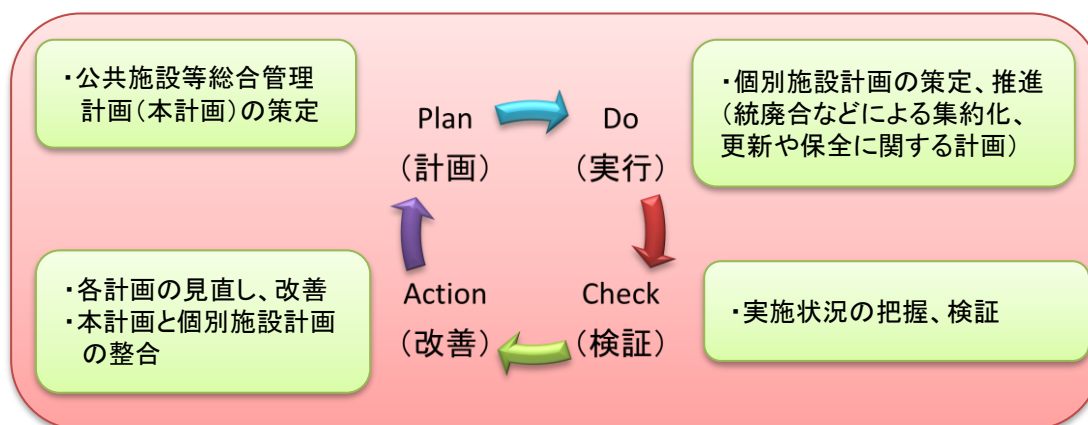 ・公共施設等総合管理
計画(本計画)の策定
Plan
(計画)
Do
(実行)
・個別施設計画の策定、推進
(統廃合などによる集約化、
更新や保全に関する計画)
・各計画の見直し、改善
・本計画と個別施設計画
の整合
Action
(改善)
Check
(検証)
・実施状況の把握、検証